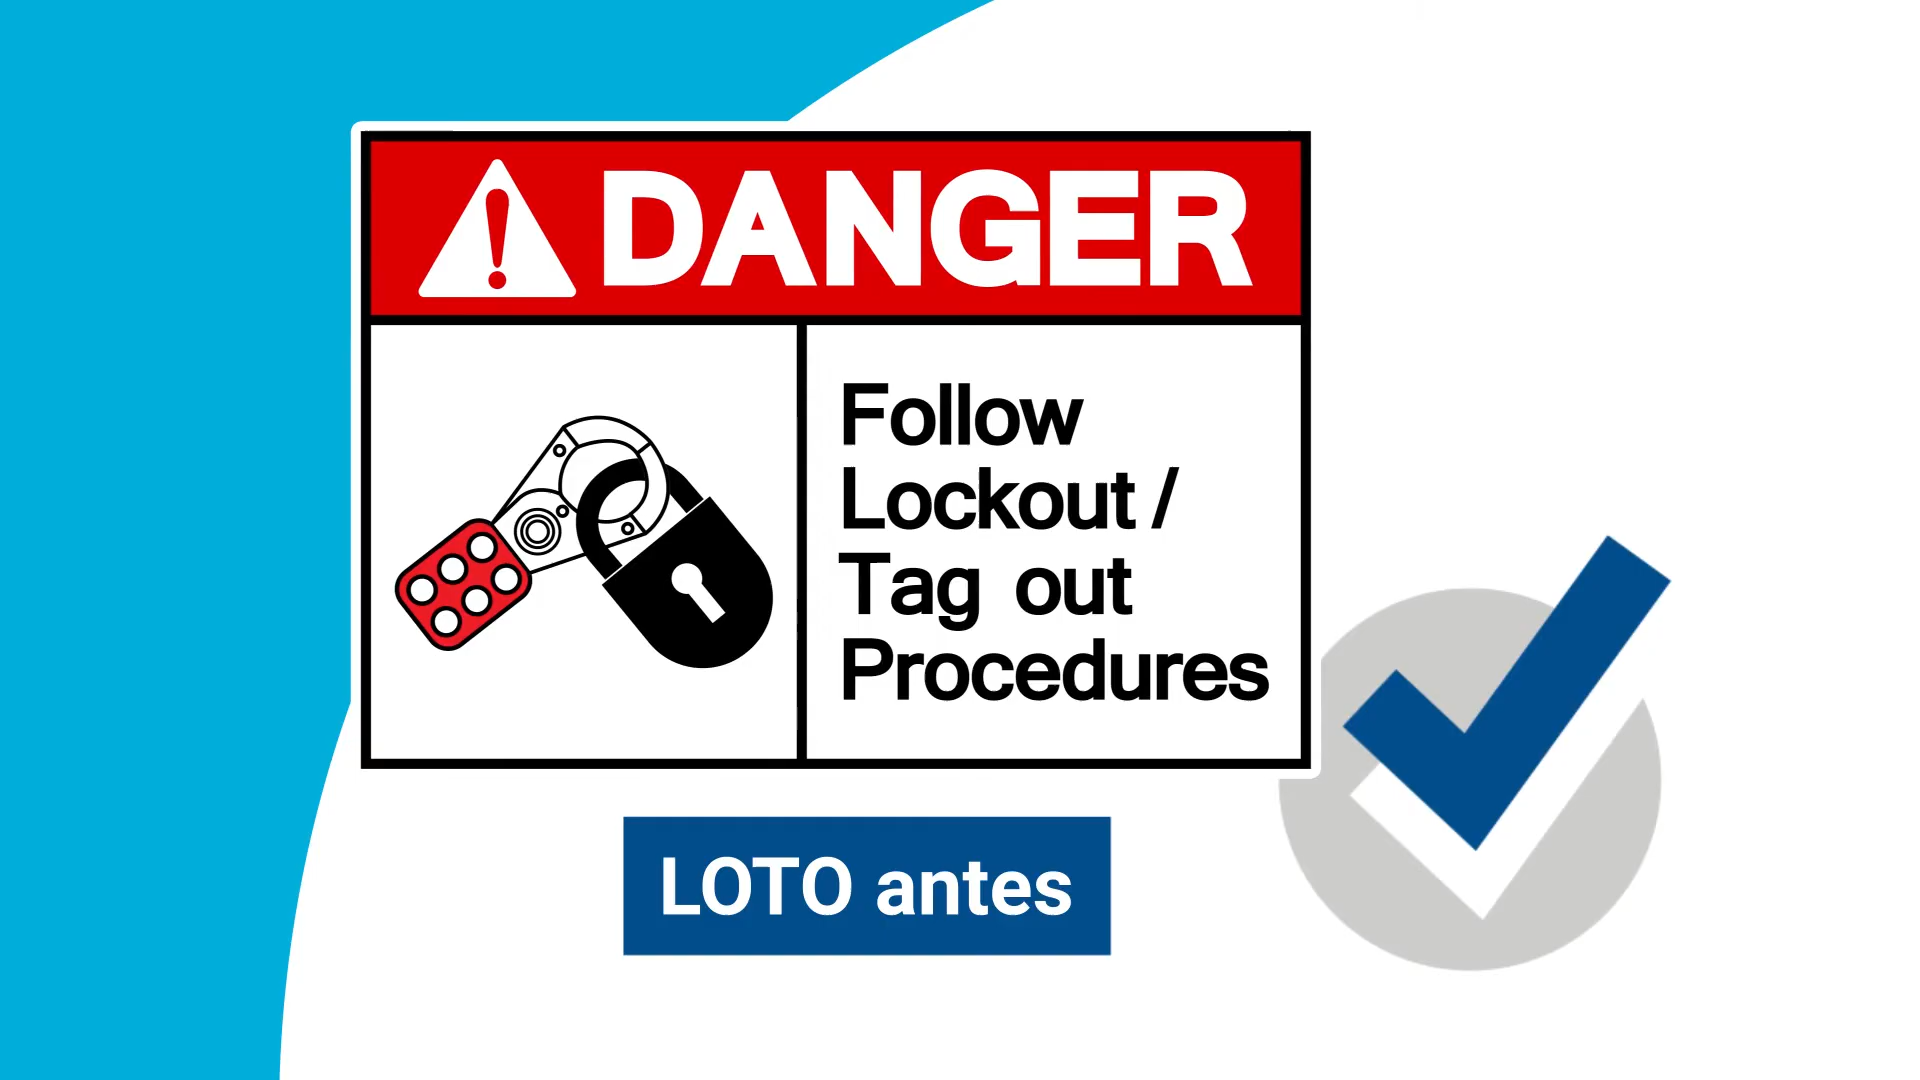 DANGER
Follow
Lockout /
Tag out
Procedures
LOTO antes